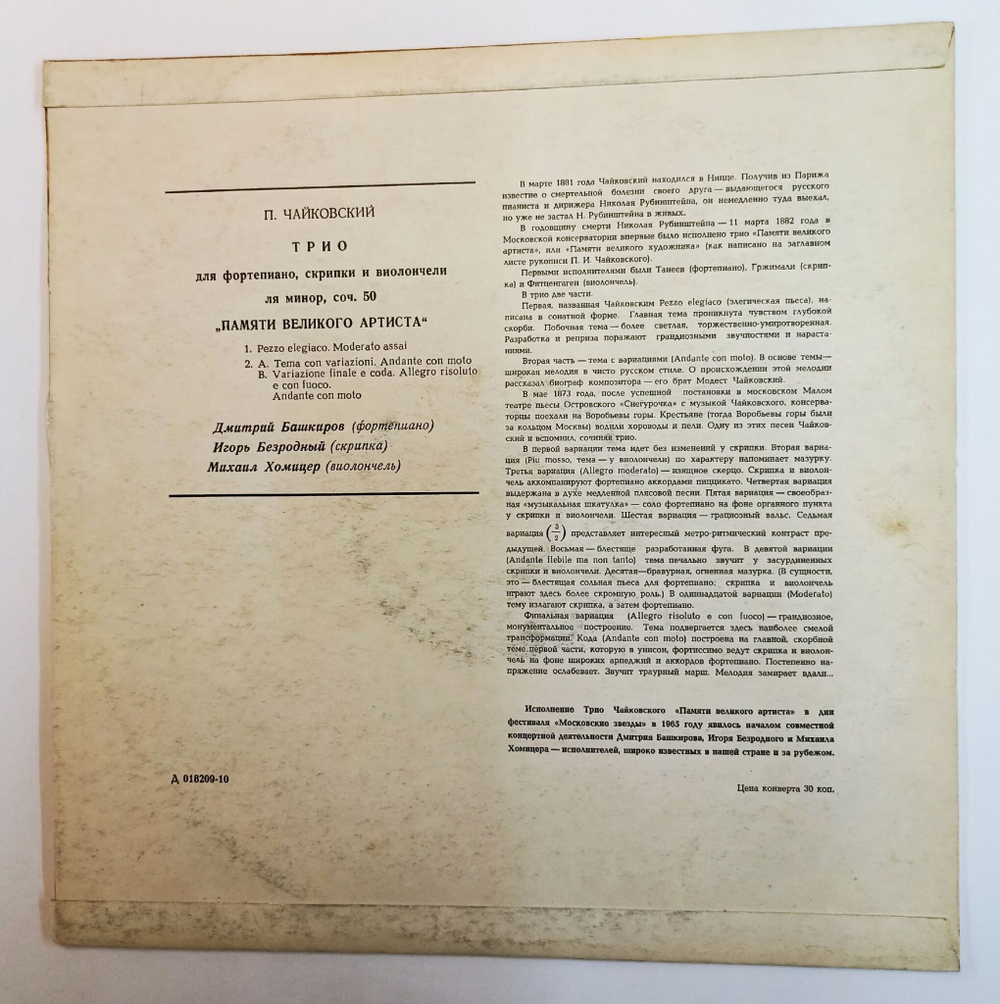 П. ЧАЙКОВСКИЙ
ТРИО
для фортепиано, скрипки и виолончели
ля минор, соч. 50
„ПАМЯТИ ВЕЛИКОГО АРТИСТА“
1. Pezzo elegiaco. Moderato assai
2. A. Тема con variazioni. Andante con moto
B. Variazione finale e coda. Allegro risoluto
e con fuoco.
Andante con moto
Дмитрий Башкиров (фортепиано)
Игорь Безродный (скрипка)
Михаил Хомицер (виолончель)
Д 018209-10
В марте 1881 года Чайковский находился в Ницце. Получив из Парижа
известие о смертельной болезни своего друга — выдающегося русского
пианиста и дирижера Николая Рубинштейна, он немедленно туда выехал,
но уже не застал Н. Рубинштейна в живых.
В годовщину смерти Николая Рубинштейна — 11 марта 1882 года в
Московской консерватории впервые было исполнено трио «Памяти великого
артиста», или «Памяти великого художника» (как написано на заглавном
листе рукописи П. И. Чайковского).
Первыми исполнителями были Танеев (фортепиано), Гржимали (скрип-
ка) и Фитценгаген (виолончель).
В трио две части.
Первая, названная Чайковским Pezzo elegiaco (элегическая пьеса), на-
писана в сонатной форме. Главная тема проникнута чувством глубокой
скорби. Побочная тема — более светлая, торжественно-умиротворенная.
Разработка и реприза поражают грандиозными звучностями и нараста-
ниями.
Вторая часть — тема с вариациями (Andante con moto). В основе темы—
широкая мелодия в чисто русском стиле. О происхождении этой мелодии
рассказал биограф композитора — его брат Модест Чайковский.
В мае 1873 года, после успешной постановки в московском Малом
театре пьесы Островского «Снегурочка» с музыкой Чайковского, консерва-
торцы поехали на Воробьевы горы. Крестьяне (тогда Воробьевы горы были
за кольцом Москвы) водили хороводы и пели. Одну из этих песен Чайков-
ский и вспомнил, сочиняя трио.
В первой вариации тема идет без изменений у скрипки. Вторая вариа-
ция (Piu mosso, тема — у виолончели) по характеру напоминает мазурку.
Третья вариация (Allegro moderato) — изящное скерцо. Скрипка и виолон-
чель аккомпанируют фортепиано аккордами пиццикато. Четвертая вариация
выдержана в духе медленной плясовой песни. Пятая вариация — своеобраз-
ная «музыкальная шкатулка» — соло фортепиано на фоне органного пункта
у скрипки и виолончели. Шестая вариация — грациозный вальс. Седьмая
вариация (3/2) представляет интересный метро-ритмический контраст пре-
дыдущей. Восьмая — блестяще разработанная фуга. В девятой вариации
(Andante flebile ma non tanto) тема печально звучит у засурдиненных
скрипки и виолончели. Десятая—бравурная, огненная мазурка. (В сущности,
это — блестящая сольная пьеса для фортепиано; скрипка и виолончель
играют здесь более скромную роль.) В одиннадцатой вариации (Moderato)
тему излагают скрипка, а затем фортепиано.
Финальная вариация (Allegro risoluto e con fuoco) — грандиозное,
монументальное построение. Тема подвергается здесь наиболее смелой
трансформации. Кода (Andante con moto) построена на главной, скорбной
теме первой части, которую в унисон, фортиссимо ведут скрипка и виолон-
чель на фоне широких арпеджий и аккордов фортепиано. Постепенно на-
пряжение ослабевает. Звучит траурный марш. Мелодия замирает вдали...
Исполнение Трио Чайковского «Памяти великого артиста» в дни
фестиваля «Московские звезды» в 1965 году явилось началом совместной
концертной деятельности Дмитрия Башкирова, Игоря Безродного и Михаила
Хомицера — исполнителей, широко известных в нашей стране и за рубежом.
Цена конверта 30 коп.